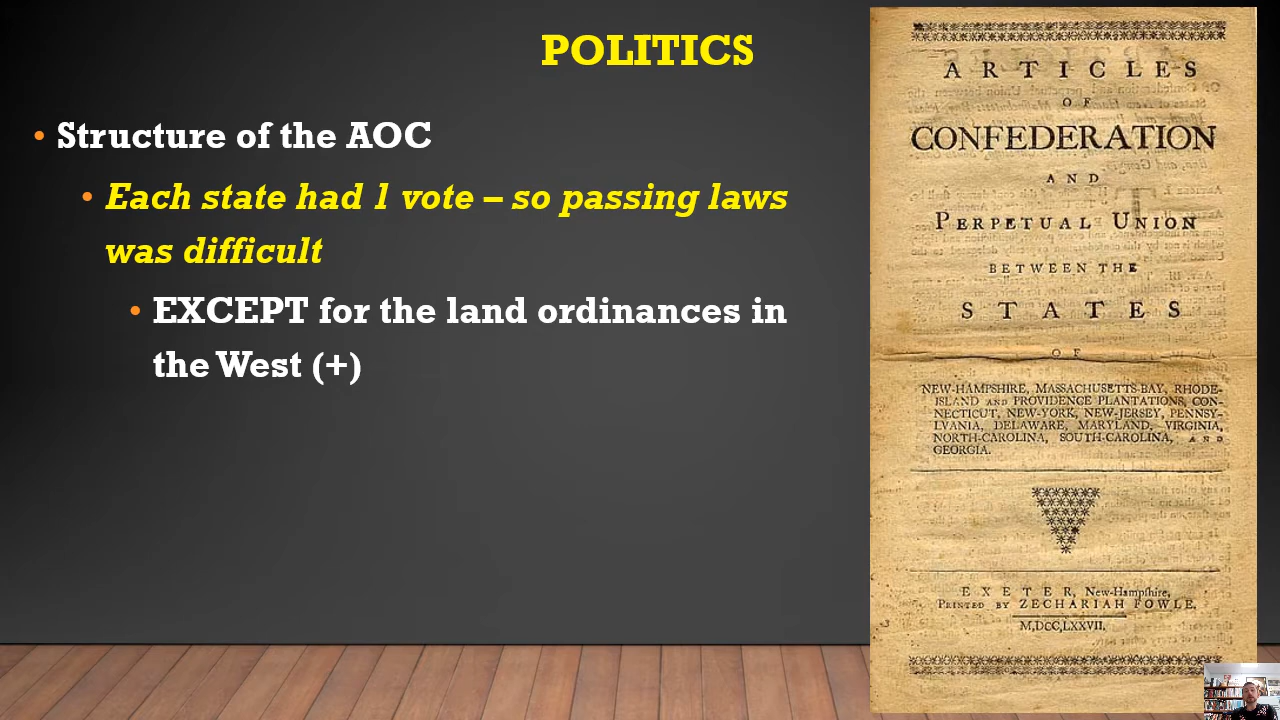 POLITICS
• Structure of the AOC
• Each state had 1 vote – so passing laws
was difficult
• EXCEPT for the land ordinances in
the West (+)
ARTICLES
OF
CONFEDERATION
AND
PERPETUAL UNION
BETWEEN THE
STATES
OF
NEW-HAMPSHIRE, MASSACHUSETTS-BAY, RHODE-
ISLAND AND PROVIDENCE PLANTATIONS, CON-
NECTICUT, NEW-YORK, NEW-JERSEY, PENNSY-
LVANIA, DELAWARE, MARYLAND, VIRGINIA,
NORTH-CAROLINA, SOUTH-CAROLINA, AND
GEORGIA.
EXETER, New-Hampſhire,
PRINTED BY ZECHARIAH FOWLE.
M,DCC,LXXVII.